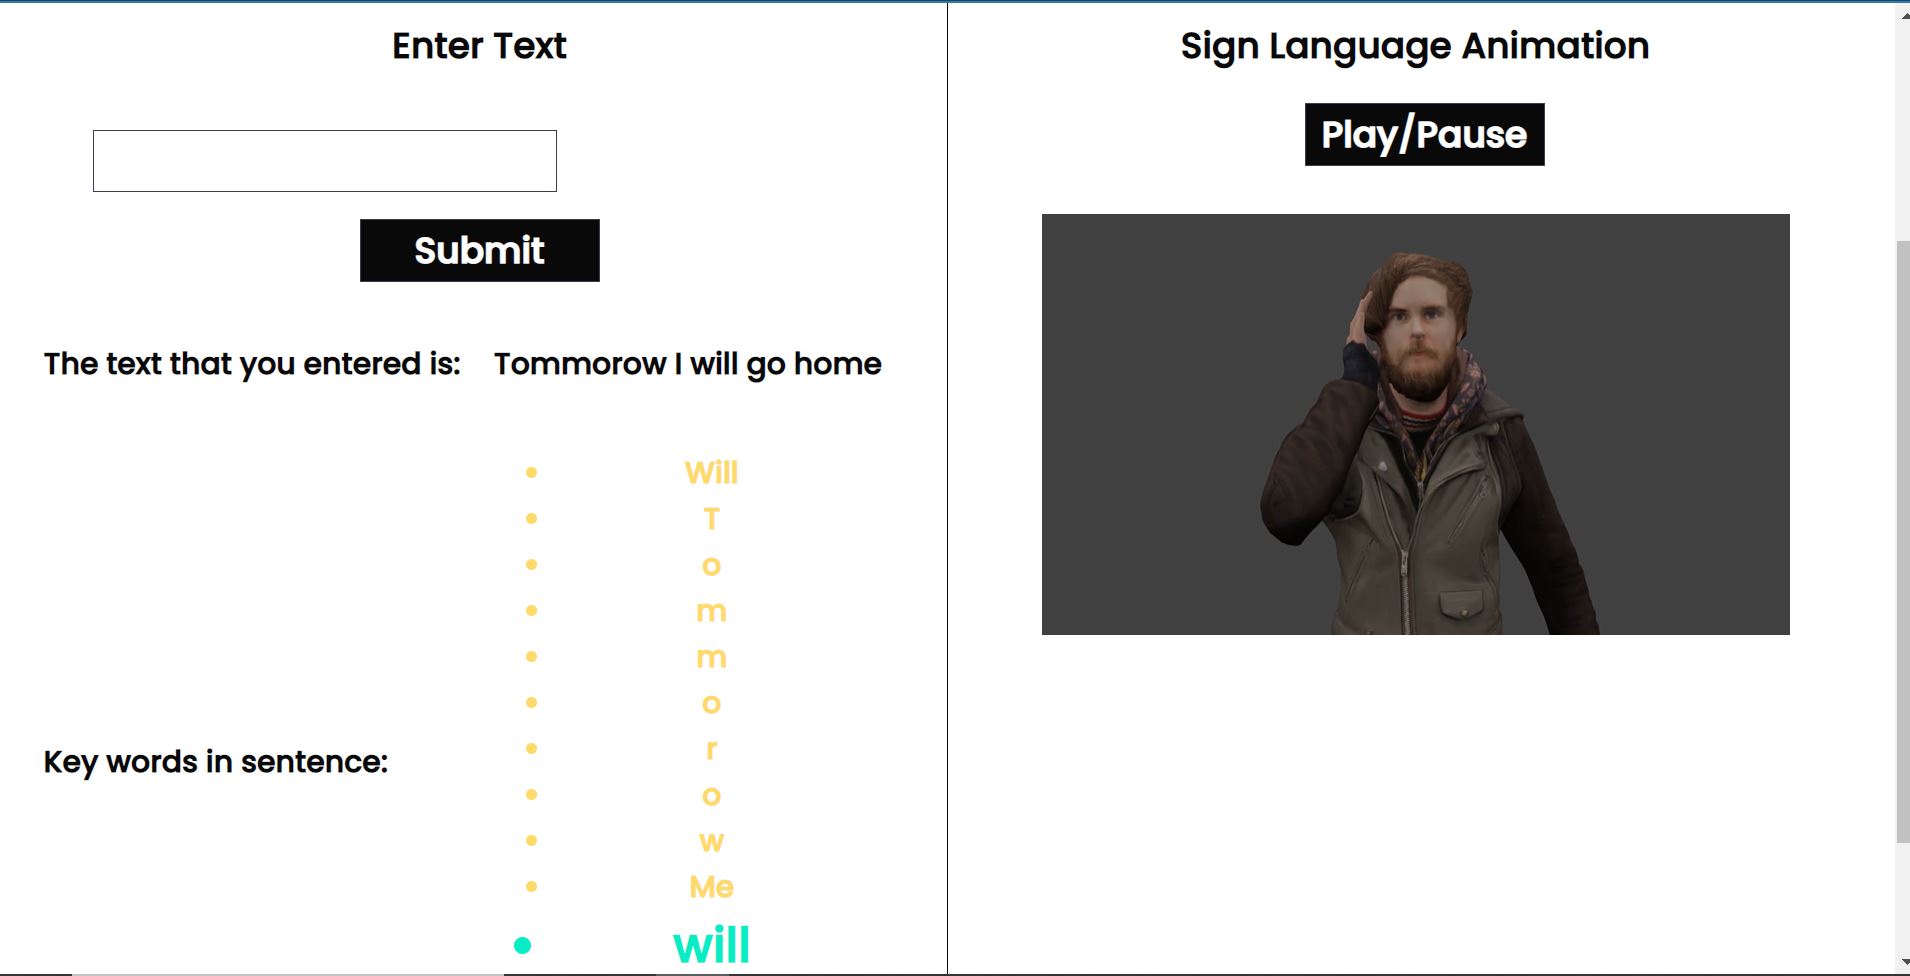 Enter Text
Submit
The text that you entered is: Tommorow I will go home
Key words in sentence:
Will
T
o
m
m
o
r
o
w
Me
will
Sign Language Animation
Play/Pause